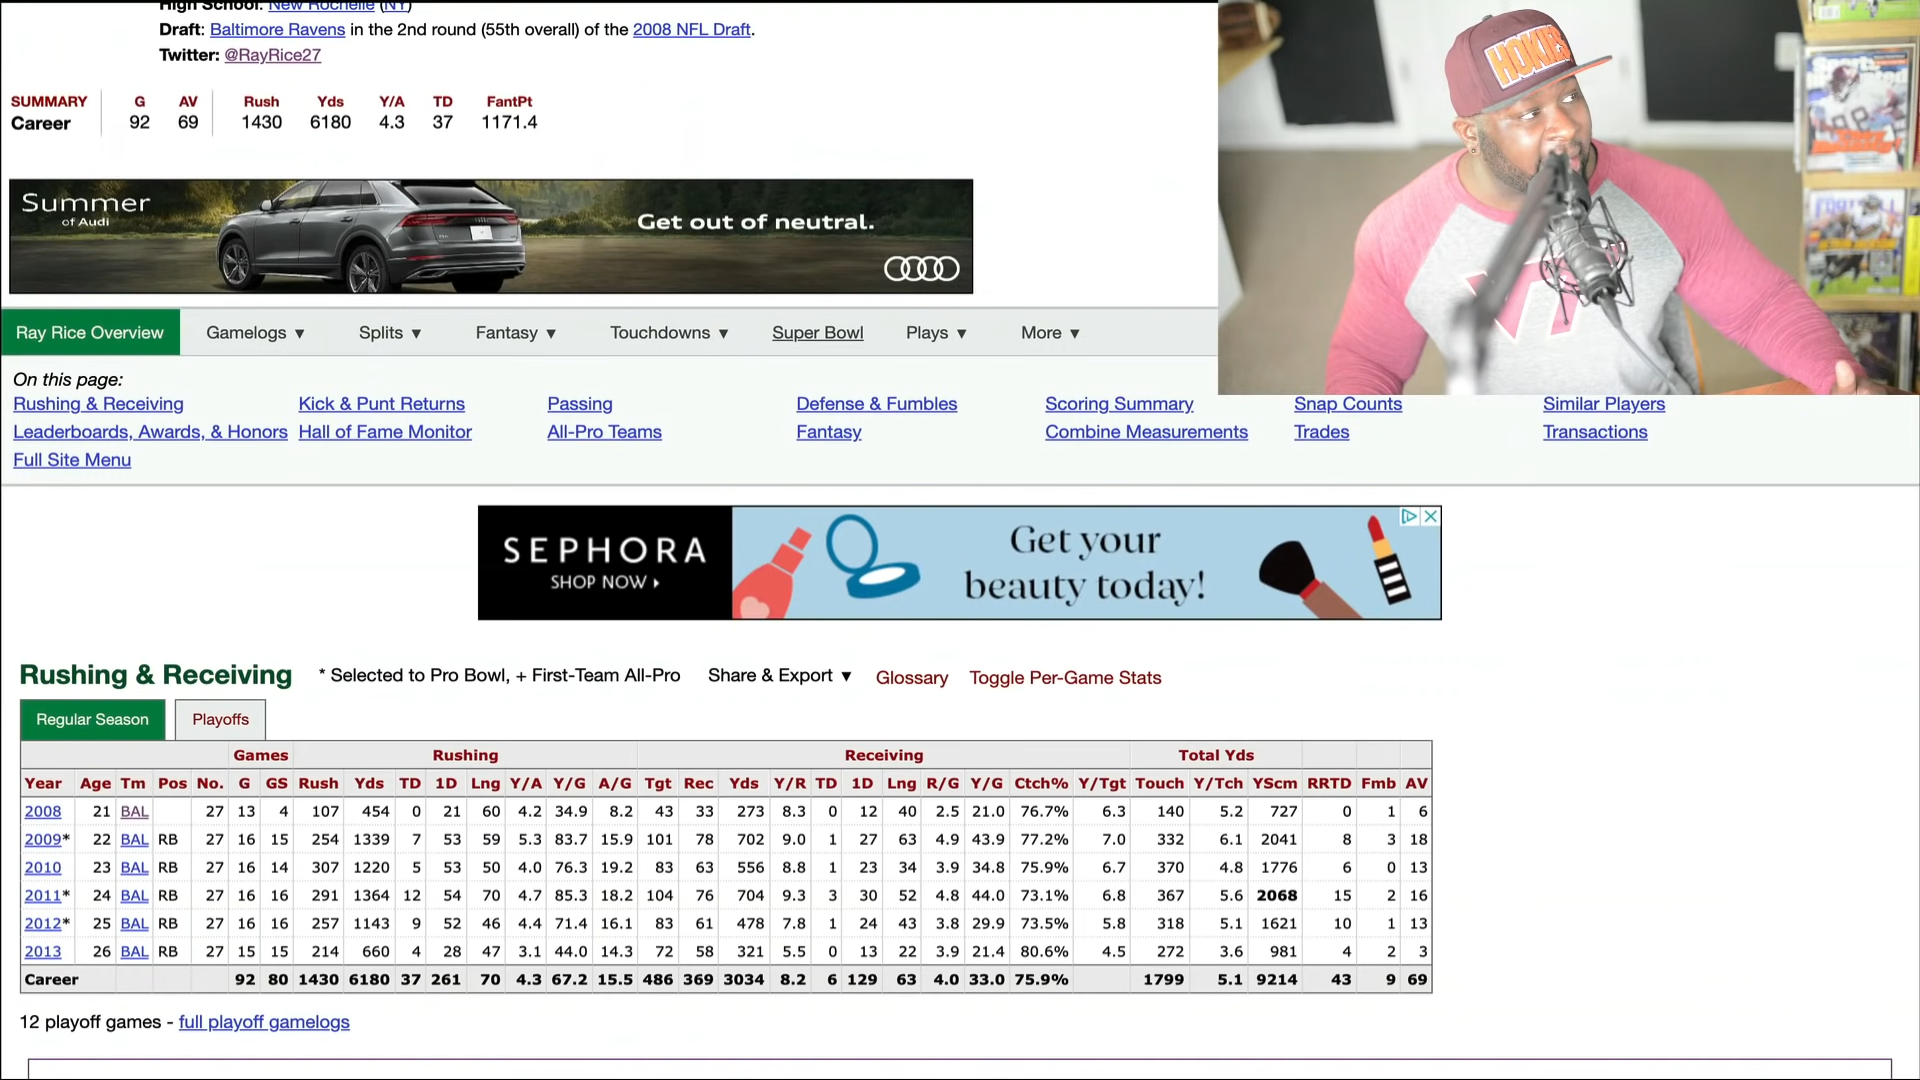 High School: New Rochelle (NY)
Draft: Baltimore Ravens in the 2nd round (55th overall) of the 2008 NFL Draft.
Twitter: @RayRice27
SUMMARY G AV Rush Yds Y/A TD FantPt
Career 92 69 1430 6180 4.3 37 1171.4
HOKIES
Summer
of Audi
Get out of neutral.
Ray Rice Overview Gamelogs ▼ Splits ▼ Fantasy ▼ Touchdowns ▼ Super Bowl Plays ▼ More ▼
On this page:
Rushing & Receiving Kick & Punt Returns Passing Defense & Fumbles Scoring Summary Snap Counts Similar Players
Leaderboards, Awards, & Honors Hall of Fame Monitor All-Pro Teams Fantasy Combine Measurements Trades Transactions
Full Site Menu
SEPHORA
SHOP NOW
Get your
beauty today!
Rushing & Receiving * Selected to Pro Bowl, + First-Team All-Pro Share & Export ▼ Glossary Toggle Per-Game Stats
Regular Season Playoffs
Games Rushing Receiving Total Yds
Year Age Tm Pos No. G GS Rush Yds TD 1D Lng Y/A Y/G A/G Tgt Rec Yds Y/R TD 1D Lng R/G Y/G Ctch% Y/Tgt Touch Y/Tch YScm RRTD Fmb AV
2008 21 BAL 27 13 4 107 454 0 21 60 4.2 34.9 8.2 43 33 273 8.3 0 12 40 2.5 21.0 76.7% 6.3 140 5.2 727 0 1 6
2009* 22 BAL RB 27 16 15 254 1339 7 53 59 5.3 83.7 15.9 101 78 702 9.0 1 27 63 4.9 43.9 77.2% 7.0 332 6.1 2041 8 3 18
2010 23 BAL RB 27 16 14 307 1220 5 53 50 4.0 76.3 19.2 83 63 556 8.8 1 23 34 3.9 34.8 75.9% 6.7 370 4.8 1776 6 0 13
2011* 24 BAL RB 27 16 16 291 1364 12 54 70 4.7 85.3 18.2 104 76 704 9.3 3 30 52 4.8 44.0 73.1% 6.8 367 5.6 2068 15 2 16
2012* 25 BAL RB 27 16 16 257 1143 9 52 46 4.4 71.4 16.1 83 61 478 7.8 1 24 43 3.8 29.9 73.5% 5.8 318 5.1 1621 10 1 13
2013 26 BAL RB 27 15 15 214 660 4 28 47 3.1 44.0 14.3 72 58 321 5.5 0 13 22 3.9 21.4 80.6% 4.5 272 3.6 981 4 2 3
Career 92 80 1430 6180 37 261 70 4.3 67.2 15.5 486 369 3034 8.2 6 129 63 4.0 33.0 75.9% 1799 5.1 9214 43 9 69
12 playoff games - full playoff gamelogs